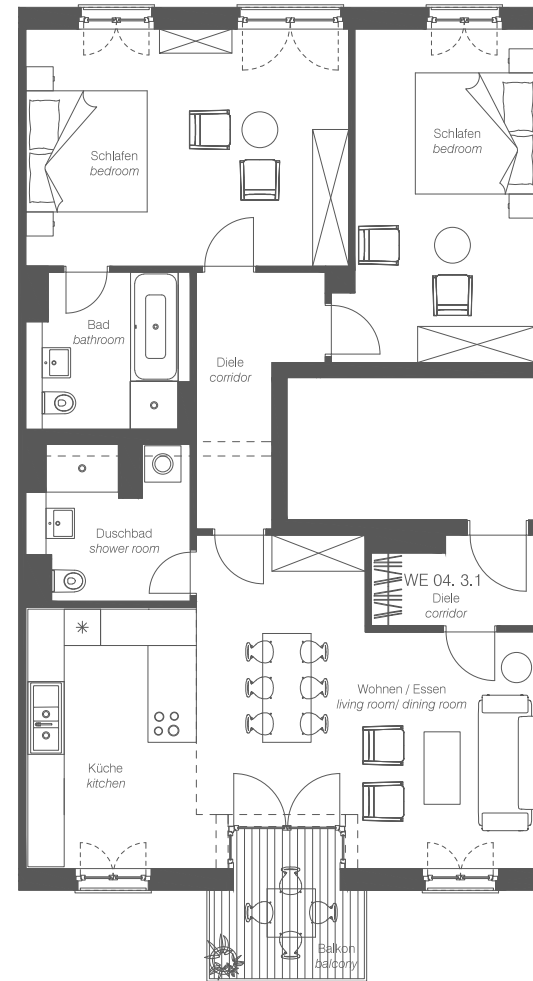 Schlafen
bedroom
Schlafen
bedroom
Bad
bathroom
Diele
corridor
Duschbad
shower room
WE 04. 3.1
Diele
corridor
Wohnen / Essen
living room/ dining room
Küche
kitchen
Balkon
balcony